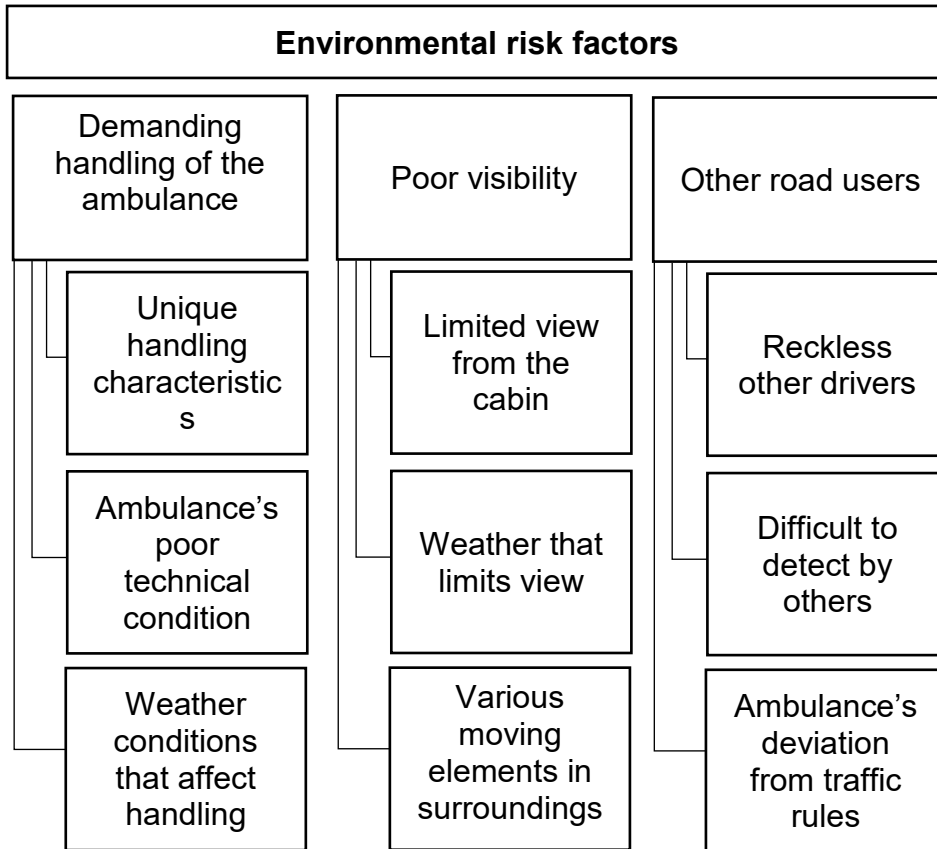 Environmental risk factors
Demanding
handling of the
ambulance
Unique
handling
characteristic
s
Ambulance’s
poor
technical
condition
Weather
conditions
that affect
handling
Poor visibility
Limited view
from the
cabin
Weather that
limits view
Various
moving
elements in
surroundings
Other road users
Reckless
other drivers
Difficult to
detect by
others
Ambulance’s
deviation
from traffic
rules